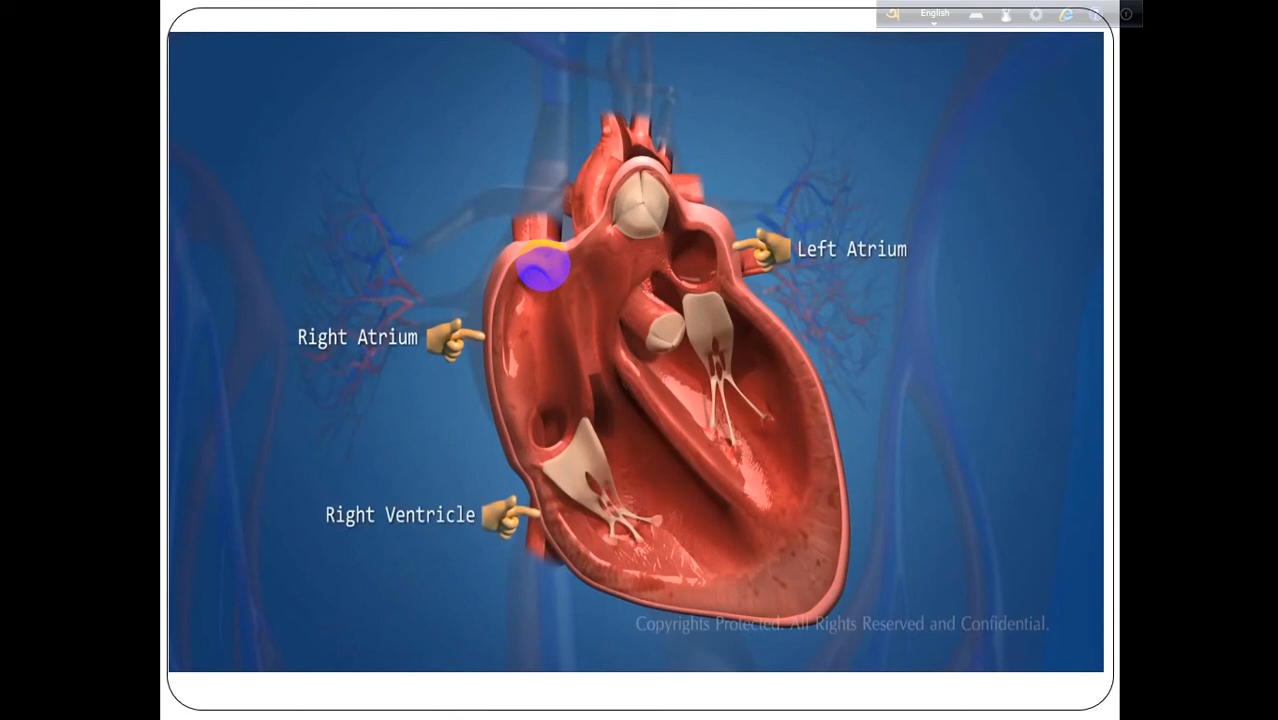 English
Left Atrium
Right Atrium
Right Ventricle
Copyrights Protected. All Rights Reserved and Confidential.